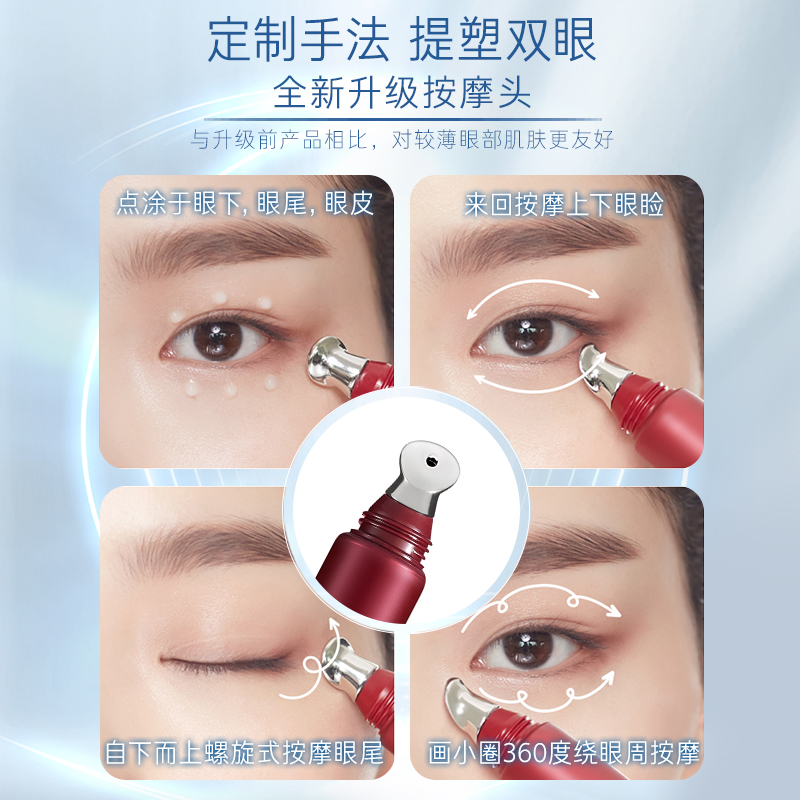 定制手法 提塑双眼
全新升级按摩头
与升级前产品相比，对较薄眼部肌肤更友好
点涂于眼下, 眼尾, 眼皮
来回按摩上下眼睑
自下而上螺旋式按摩眼尾
画小圈360度绕眼周按摩